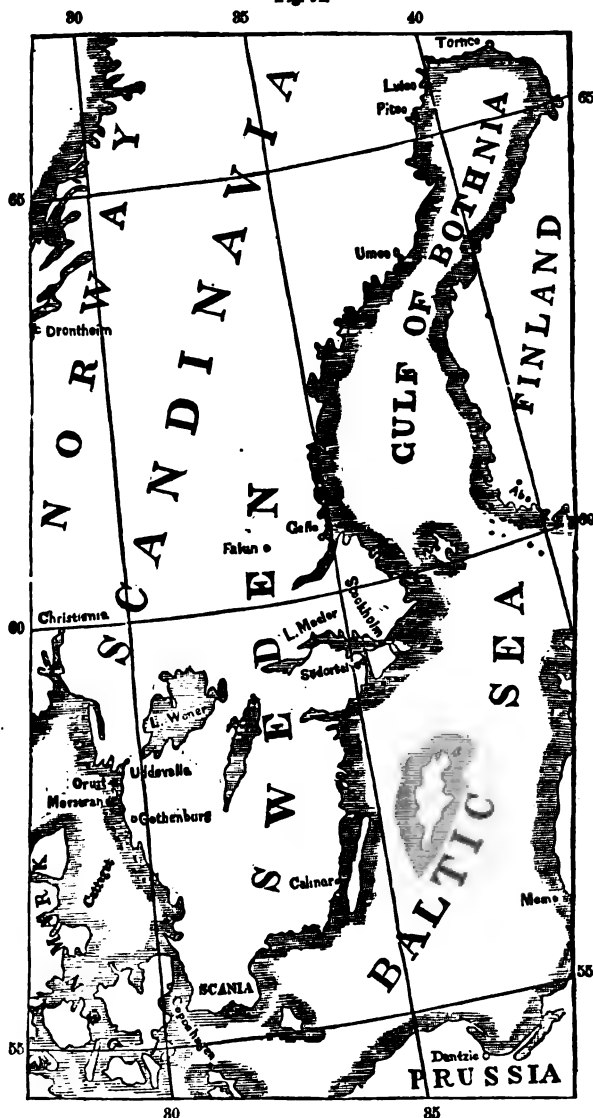 30 35 40
Tornea
Lulea
Pitea
65
65
NORWAY
SCANDINAVIA
GULF OF BOTHNIA
Umea
FINLAND
Drontheim
Abo
Gefle
Falun
60
SWEDEN
Christiania
60
Stockholm
L. Maeler
Sodertelje
BALTIC SEA
L. Wener
Uddevalla
Orust
Marstrand
Gothenburg
Cattegat
Calmar
Memel
SCANIA
55
Copenhagen
55
Dantzic
PRUSSIA
30 35